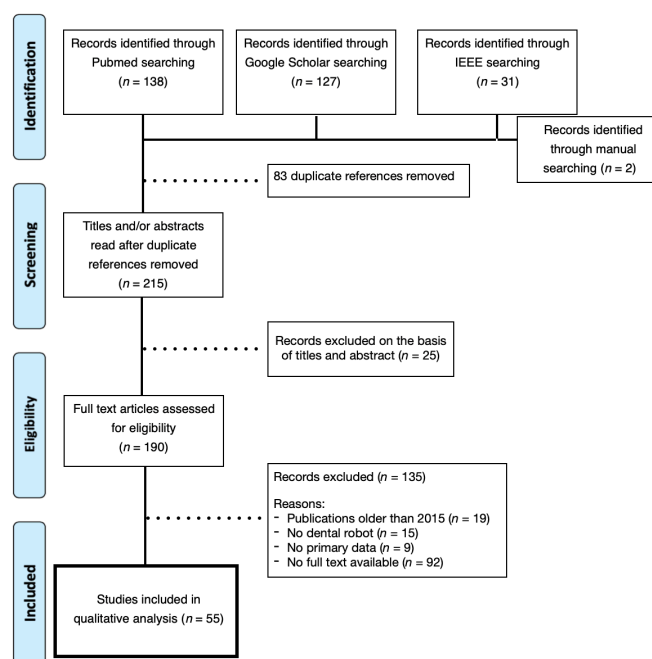 Identification
Records identified through
Pubmed searching
(n = 138)
Records identified through
Google Scholar searching
(n = 127)
Records identified through
IEEE searching
(n = 31)
Records identified
through manual
searching (n = 2)
83 duplicate references removed
Screening
Titles and/or abstracts
read after duplicate
references removed
(n = 215)
Records excluded on the basis
of titles and abstract (n = 25)
Eligibility
Full text articles assessed
for eligibility
(n = 190)
Records excluded (n = 135)
Reasons:
- Publications older than 2015 (n = 19)
- No dental robot (n = 15)
- No primary data (n = 9)
- No full text available (n = 92)
Included
Studies included in
qualitative analysis (n = 55)